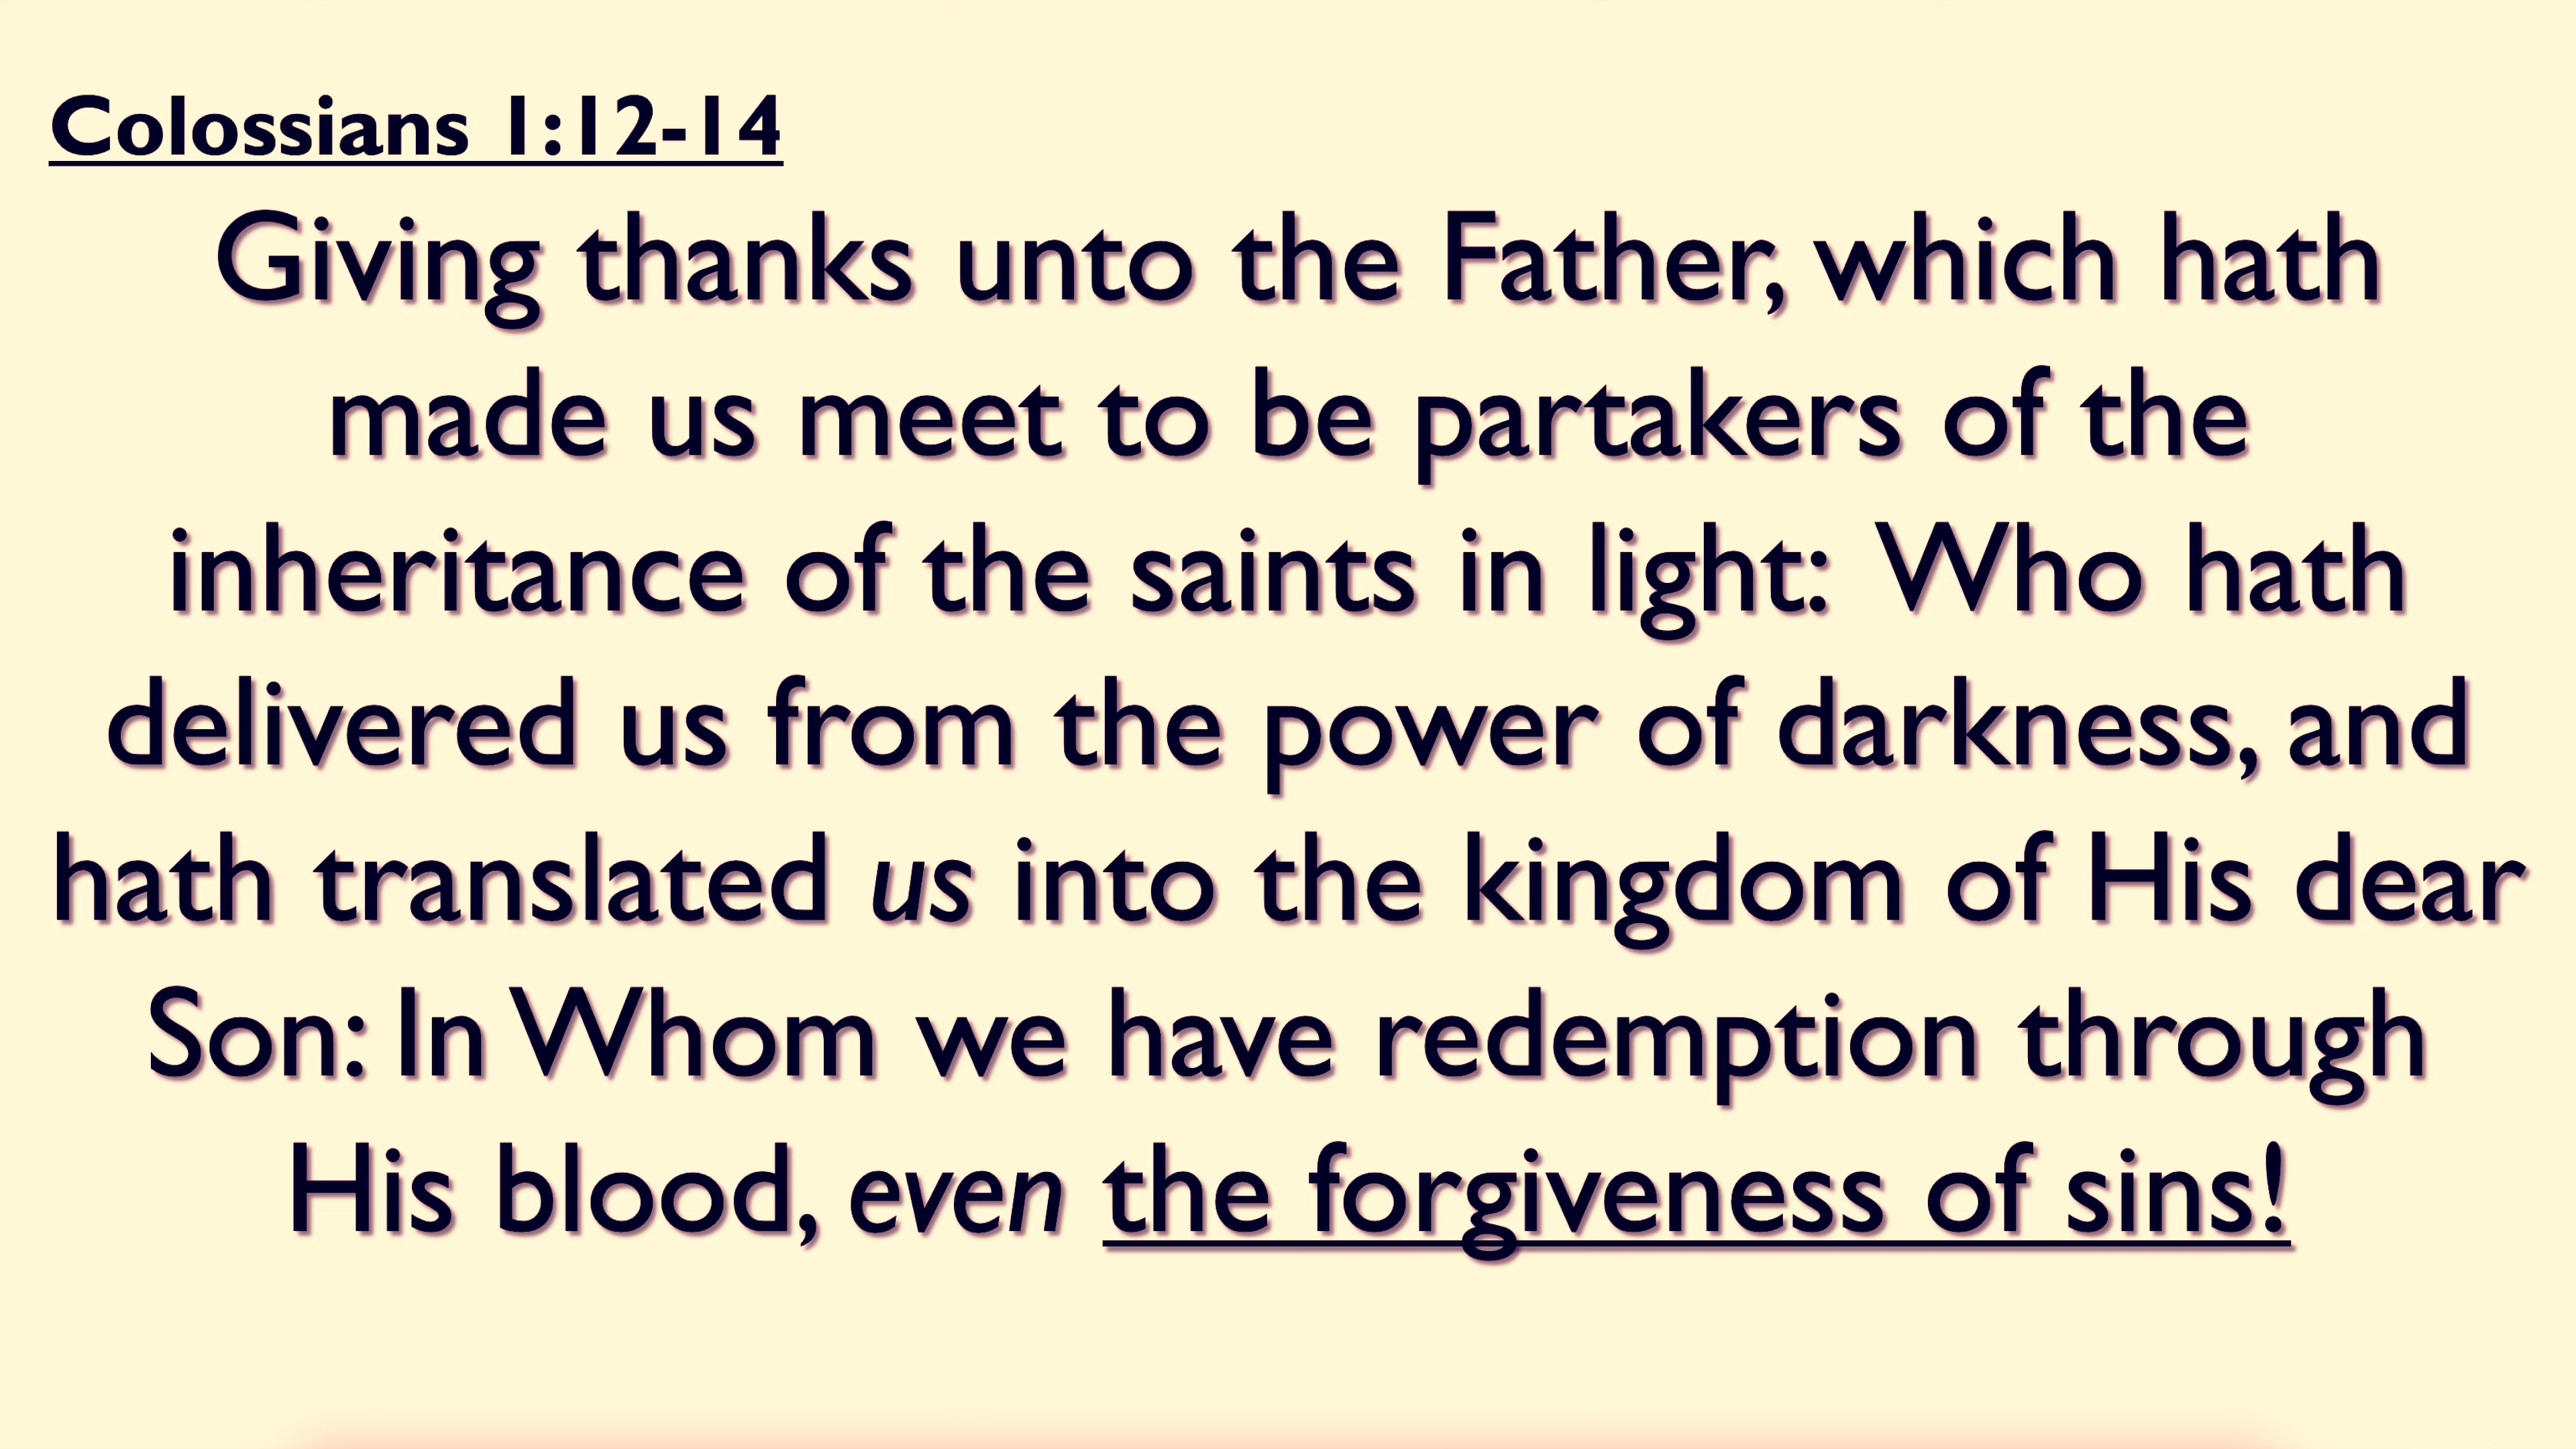 Colossians 1:12-14
Giving thanks unto the Father, which hath
made us meet to be partakers of the
inheritance of the saints in light: Who hath
delivered us from the power of darkness, and
hath translated us into the kingdom of His dear
Son: In Whom we have redemption through
His blood, even the forgiveness of sins!